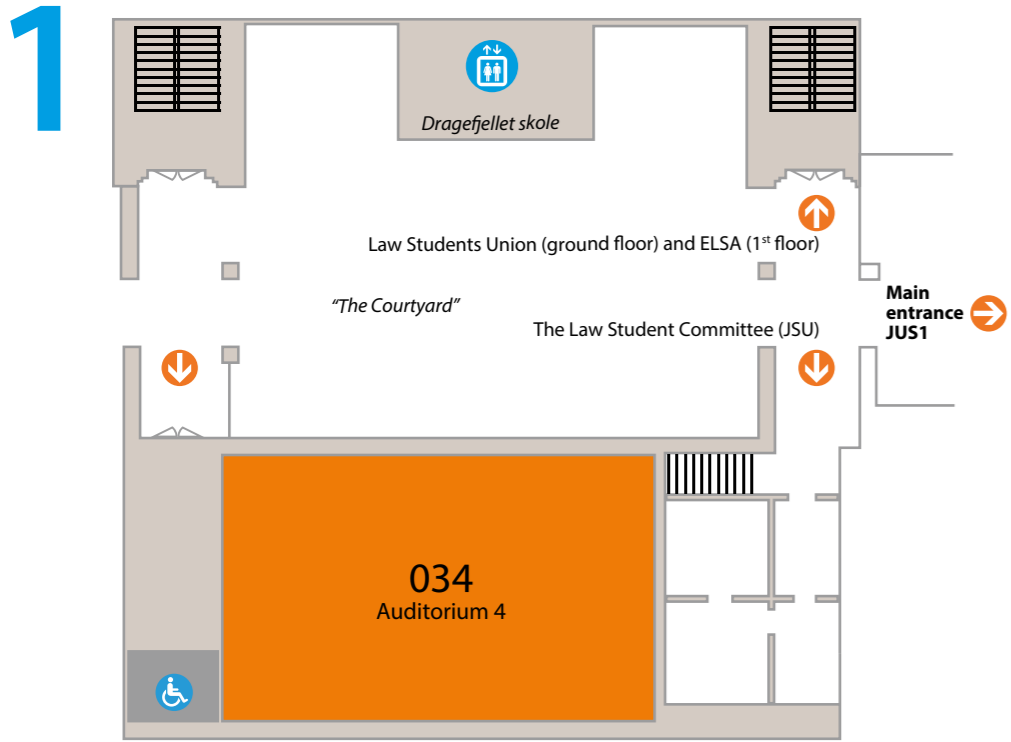 1
Dragefjellet skole
Law Students Union (ground floor) and ELSA (1st floor)
"The Courtyard"
Main
entrance
JUS1
The Law Student Committee (JSU)
034
Auditorium 4